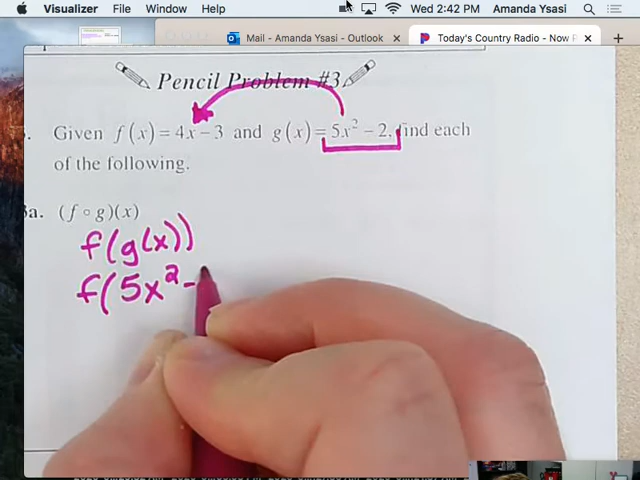 Visualizer File Window Help Wed 2:42 PM Amanda Ysasi
Mail - Amanda Ysasi - Outlook Today's Country Radio - Now P
Pencil Problem #3
Given f(x) = 4x − 3 and g(x) = 5x² − 2, find each
of the following.
a. (f ∘ g)(x)
f(g(x))
f(5x² -